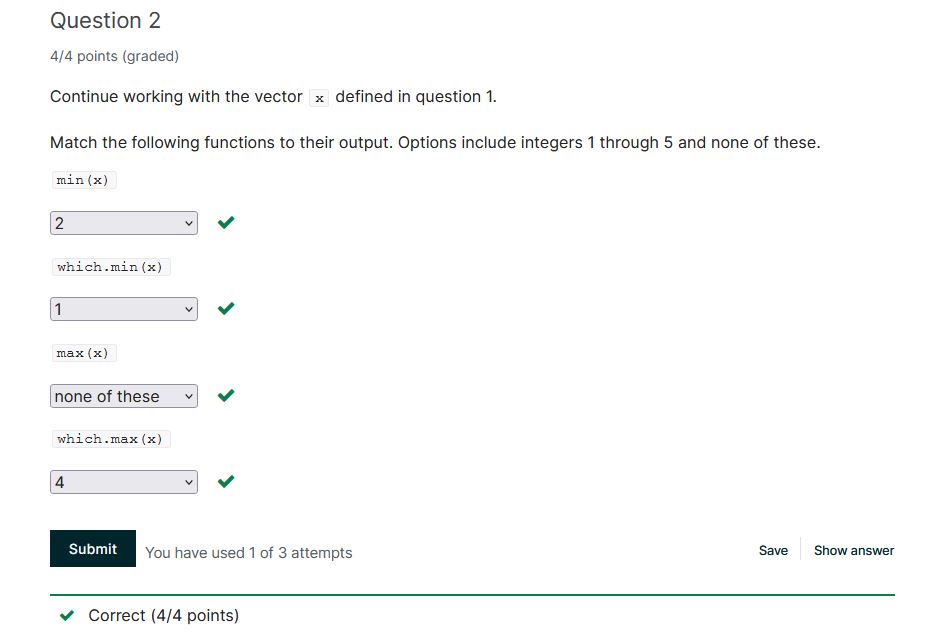 Question 2
4/4 points (graded)
Continue working with the vector x defined in question 1.
Match the following functions to their output. Options include integers 1 through 5 and none of these.
min(x)
2
which.min(x)
1
max(x)
none of these
which.max(x)
4
Submit You have used 1 of 3 attempts Save Show answer
Correct (4/4 points)